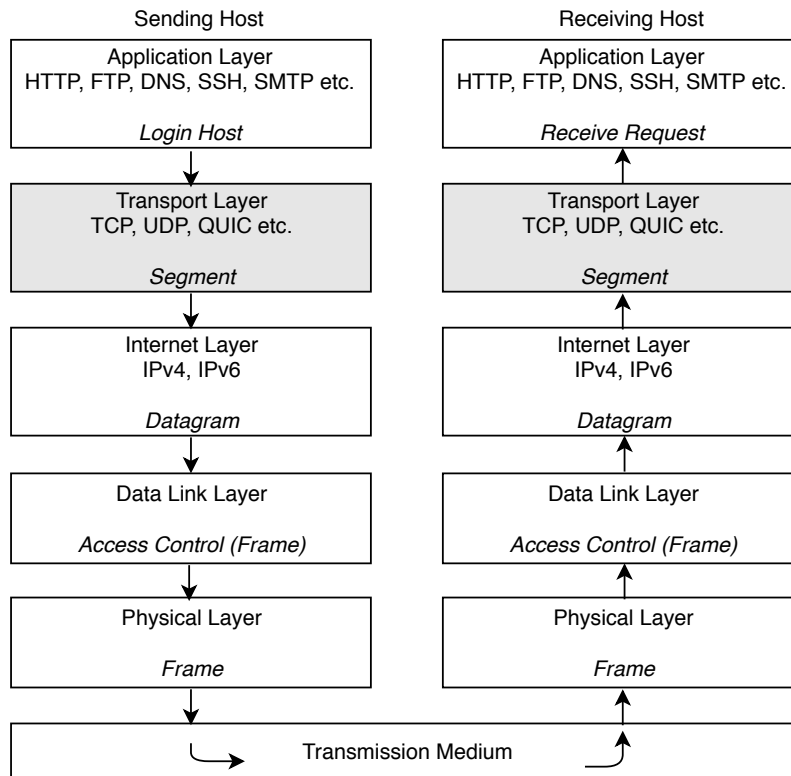 Sending Host
Application Layer
HTTP, FTP, DNS, SSH, SMTP etc.
Login Host
Transport Layer
TCP, UDP, QUIC etc.
Segment
Internet Layer
IPv4, IPv6
Datagram
Data Link Layer
Access Control (Frame)
Physical Layer
Frame
Receiving Host
Application Layer
HTTP, FTP, DNS, SSH, SMTP etc.
Receive Request
Transport Layer
TCP, UDP, QUIC etc.
Segment
Internet Layer
IPv4, IPv6
Datagram
Data Link Layer
Access Control (Frame)
Physical Layer
Frame
Transmission Medium